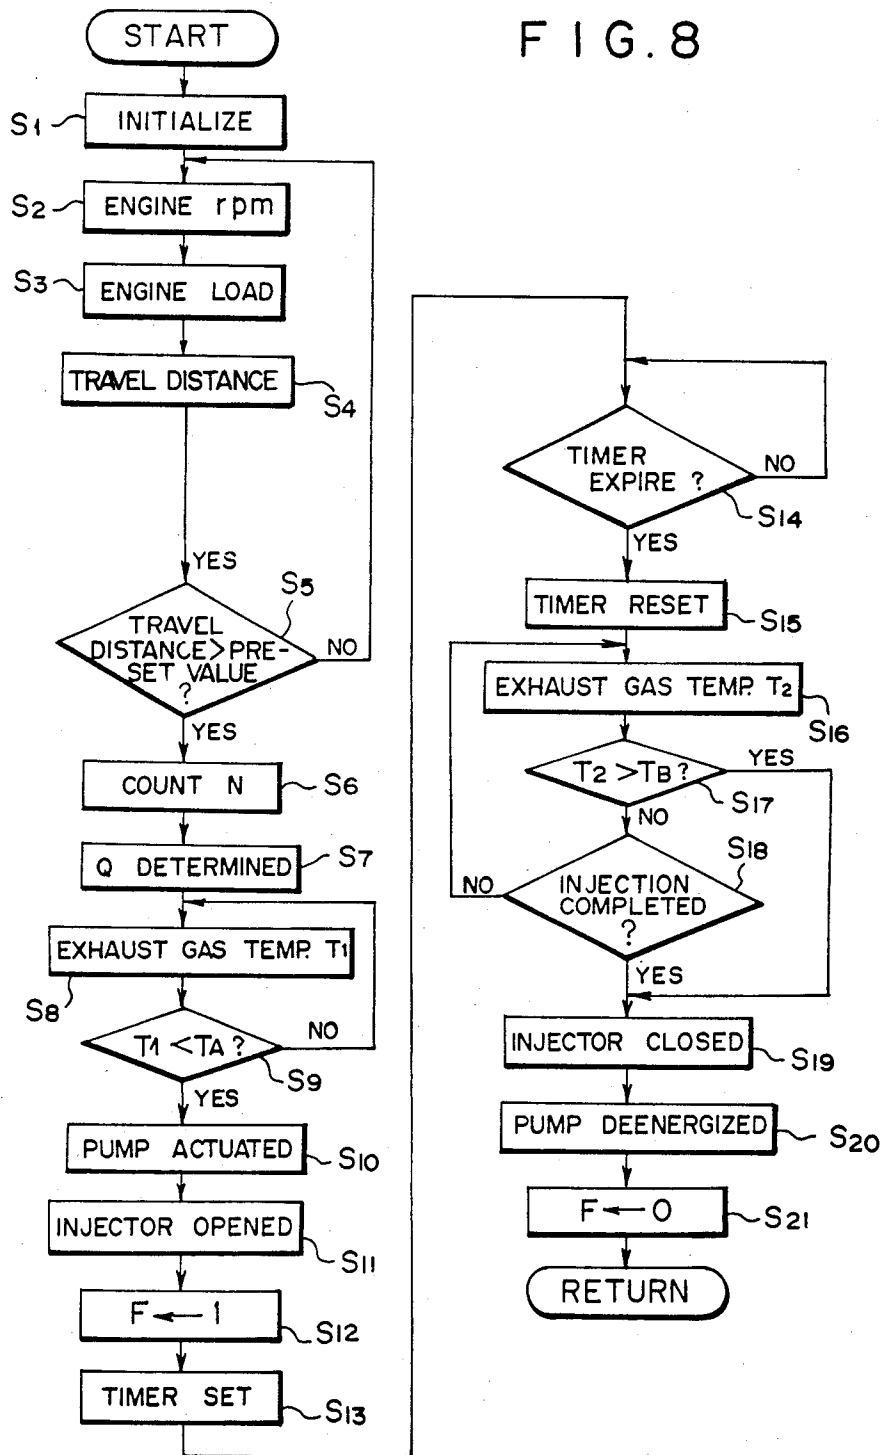 FIG.8
START
S1
INITIALIZE
S2
ENGINE rpm
S3
ENGINE LOAD
TRAVEL DISTANCE
S4
YES
S5
TRAVEL
DISTANCE>PRE-
SET VALUE
?
NO
YES
COUNT N
S6
Q DETERMINED
S7
EXHAUST GAS TEMP. T1
S8
T1<TA?
NO
S9
YES
PUMP ACTUATED
S10
INJECTOR OPENED
S11
F←1
S12
TIMER SET
S13
TIMER
EXPIRE ?
NO
S14
YES
TIMER RESET
S15
EXHAUST GAS TEMP. T2
S16
T2>TB?
YES
S17
NO
S18
INJECTION
COMPLETED
?
NO
YES
INJECTOR CLOSED
S19
PUMP DEENERGIZED
S20
F←0
S21
RETURN